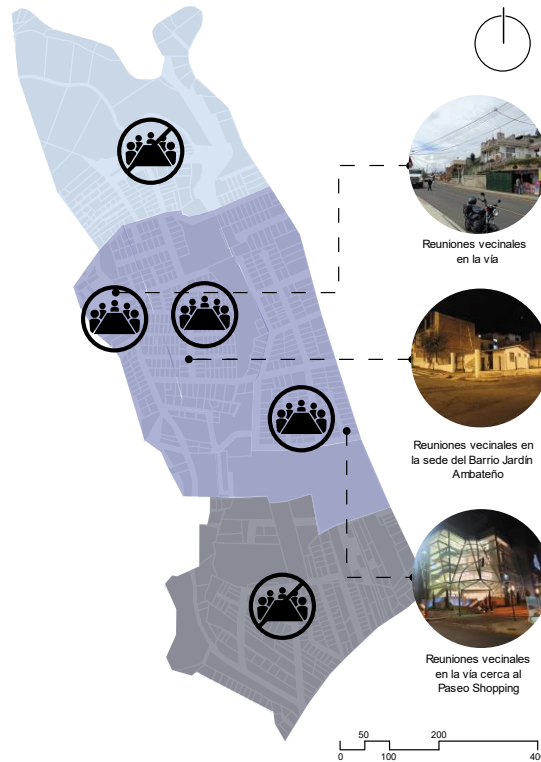 Reuniones vecinales
en la vía
Reuniones vecinales en
la sede del Barrio Jardín
Ambateño
Reuniones vecinales
en la vía cerca al
Paseo Shopping
50
200
0
100